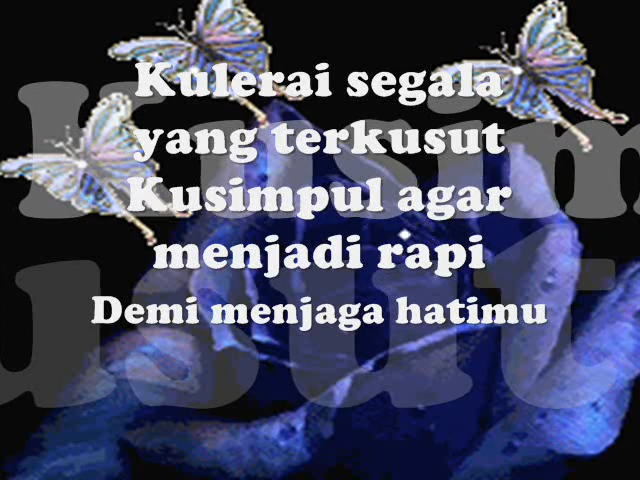 Kulerai segala
yang terkusut
Kusimpul agar
menjadi rapi
Demi menjaga hatimu